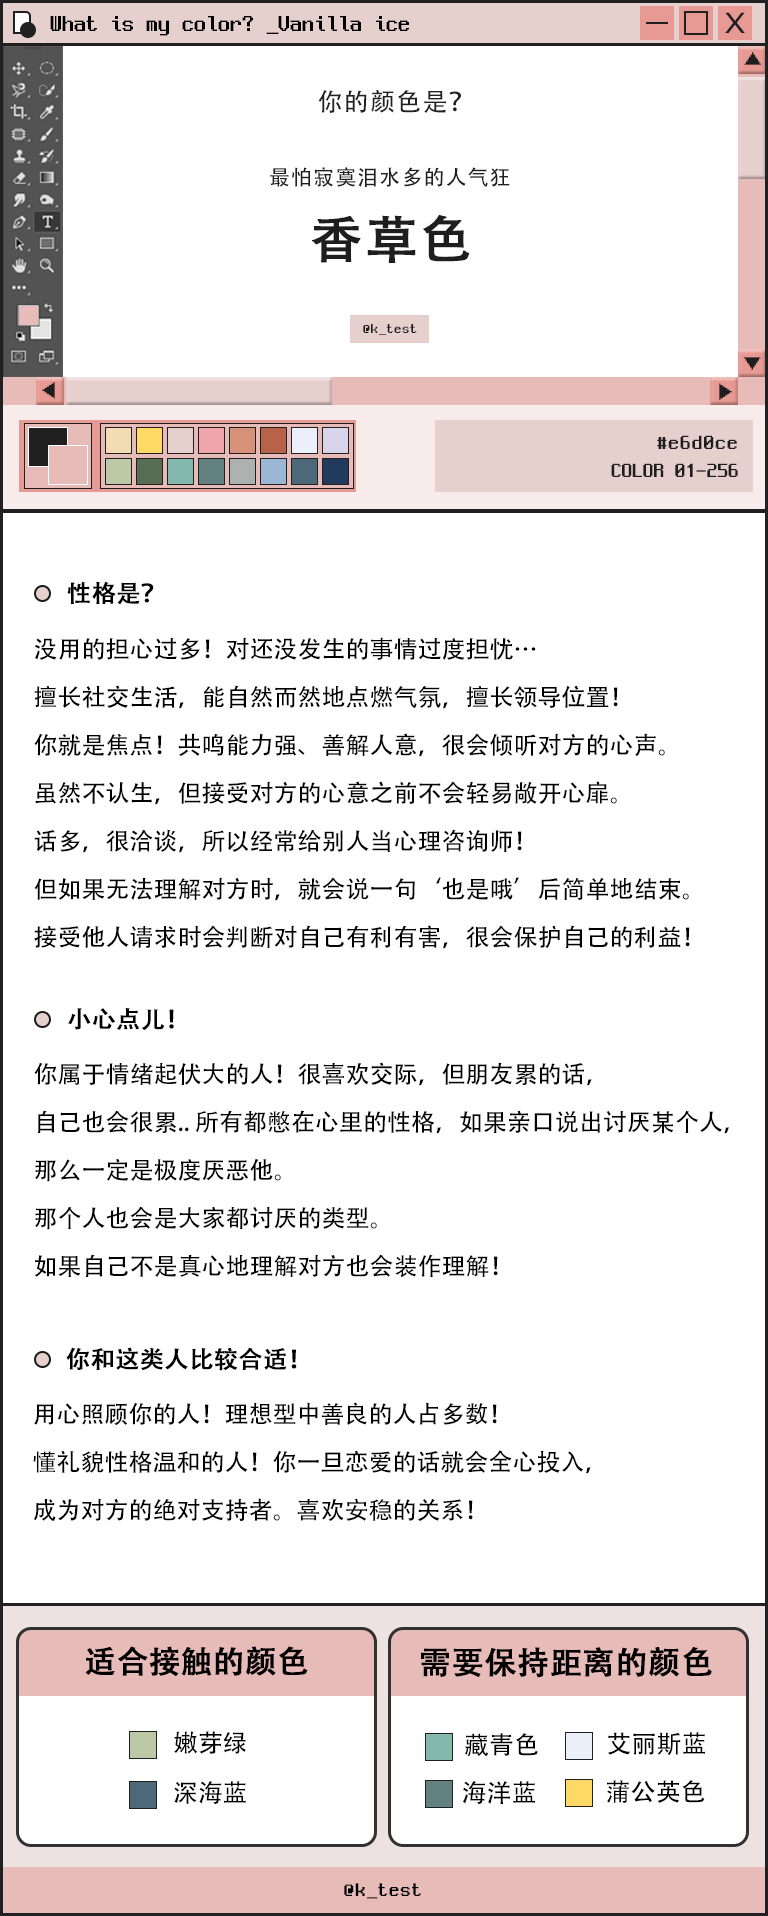 What is my color? _Vanilla ice
你的颜色是？
最怕寂寞泪水多的人气狂
香草色
@k_test
#e6d0ce
COLOR 01-256
性格是？
没用的担心过多！对还没发生的事情过度担忧…
擅长社交生活，能自然而然地点燃气氛，擅长领导位置！
你就是焦点！共鸣能力强、善解人意，很会倾听对方的心声。
虽然不认生，但接受对方的心意之前不会轻易敞开心扉。
话多，很洽谈，所以经常给别人当心理咨询师！
但如果无法理解对方时，就会说一句‘也是哦’后简单地结束。
接受他人请求时会判断对自己有利有害，很会保护自己的利益！
小心点儿！
你属于情绪起伏大的人！很喜欢交际，但朋友累的话，
自己也会很累..所有都憋在心里的性格，如果亲口说出讨厌某个人，
那么一定是极度厌恶他。
那个人也会是大家都讨厌的类型。
如果自己不是真心地理解对方也会装作理解！
你和这类人比较合适！
用心照顾你的人！理想型中善良的人占多数！
懂礼貌性格温和的人！你一旦恋爱的话就会全心投入，
成为对方的绝对支持者。喜欢安稳的关系！
适合接触的颜色
嫩芽绿
深海蓝
需要保持距离的颜色
藏青色 艾丽斯蓝
海洋蓝 蒲公英色
@k_test